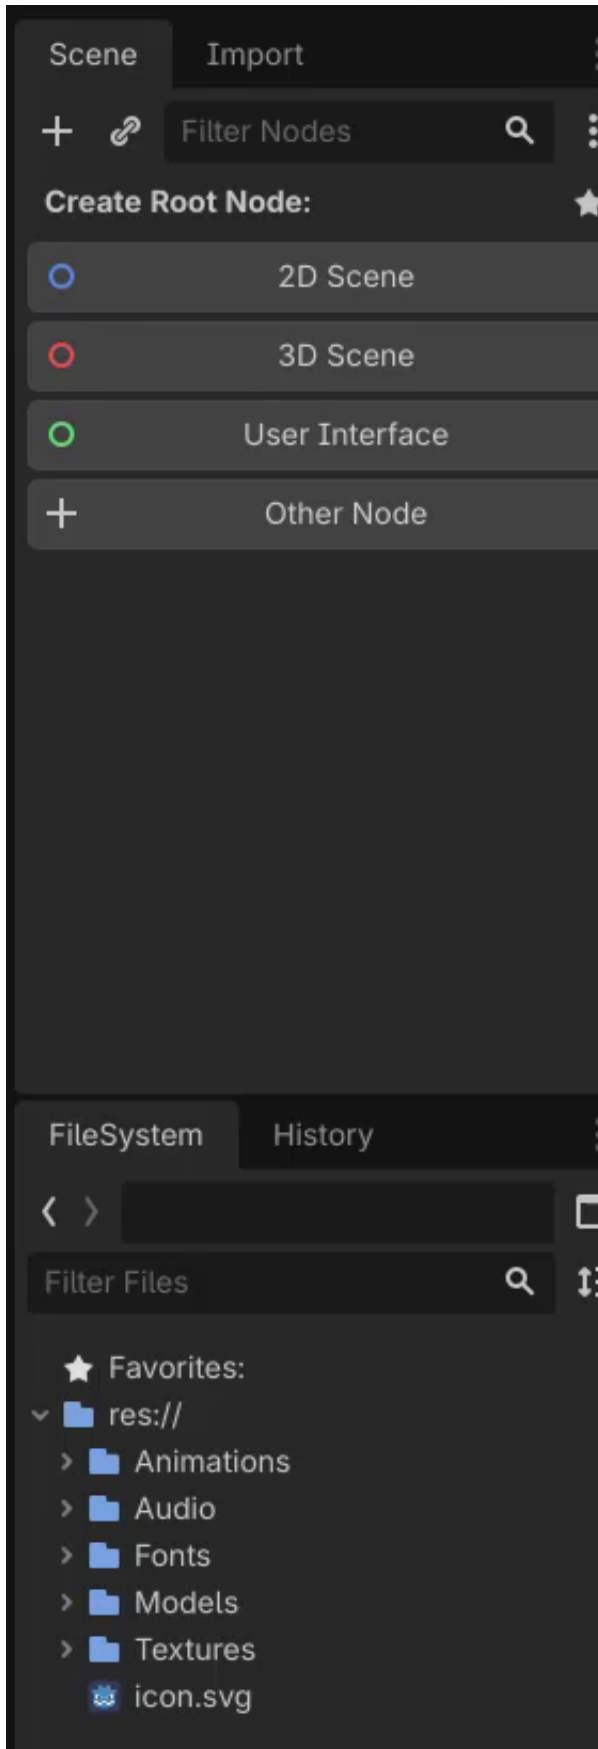 Scene Import
Filter Nodes
Create Root Node:
2D Scene
3D Scene
User Interface
Other Node
FileSystem History
Filter Files
Favorites:
res://
Animations
Audio
Fonts
Models
Textures
icon.svg